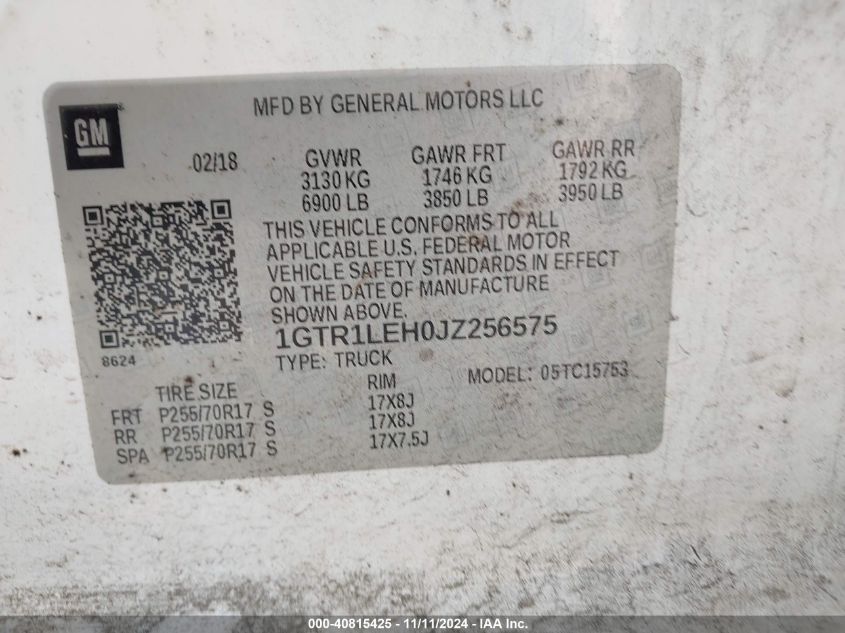 MFD BY GENERAL MOTORS LLC
GM
02/18 GVWR GAWR FRT GAWR RR
3130 KG 1746 KG 1792 KG
6900 LB 3850 LB 3950 LB
THIS VEHICLE CONFORMS TO ALL
APPLICABLE U.S. FEDERAL MOTOR
VEHICLE SAFETY STANDARDS IN EFFECT
ON THE DATE OF MANUFACTURE
SHOWN ABOVE.
1GTR1LEH0JZ256575
8624
TYPE: TRUCK MODEL: 05TC15753
TIRE SIZE RIM
FRT P255/70R17 S 17X8J
RR P255/70R17 S 17X8J
SPA P255/70R17 S 17X7.5J
000-40815425 - 11/11/2024 - IAA Inc.